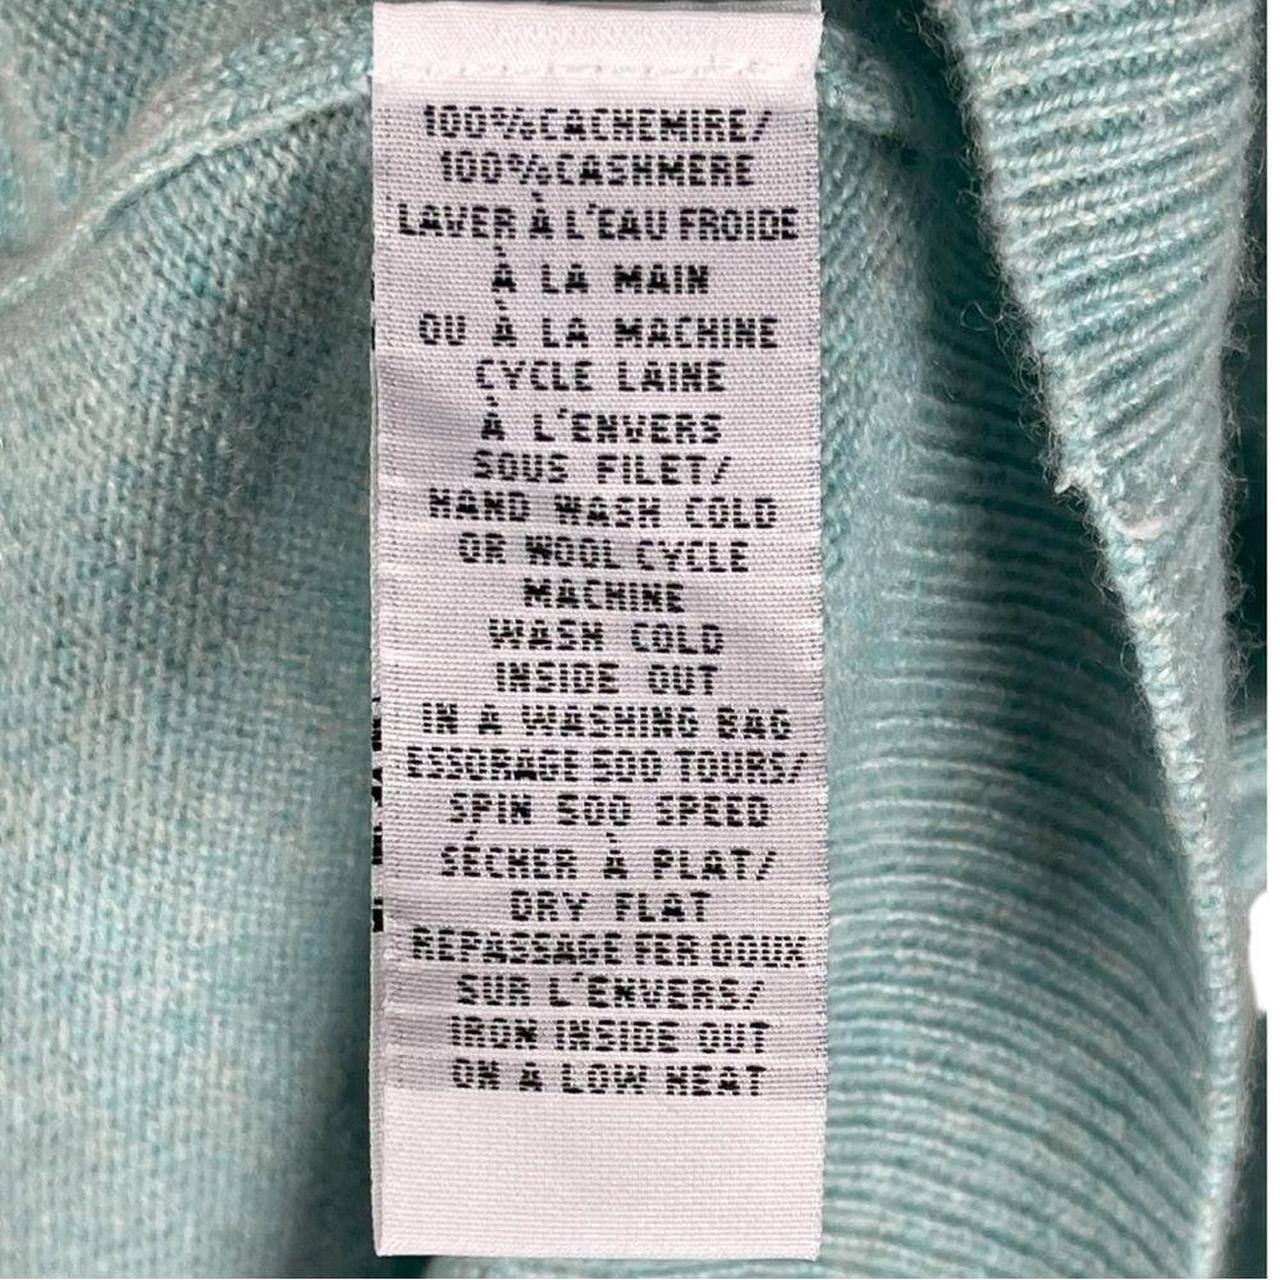 100%CACHEMIRE/
100%CASHMERE
LAVER À L'EAU FROIDE
À LA MAIN
OU À LA MACHINE
CYCLE LAINE
À L'ENVERS
SOUS FILET/
HAND WASH COLD
OR WOOL CYCLE
MACHINE
WASH COLD
INSIDE OUT
IN A WASHING BAG
ESSORAGE 500 TOURS/
SPIN 500 SPEED
SÉCHER À PLAT/
DRY FLAT
REPASSAGE FER DOUX
SUR L'ENVERS/
IRON INSIDE OUT
ON A LOW HEAT